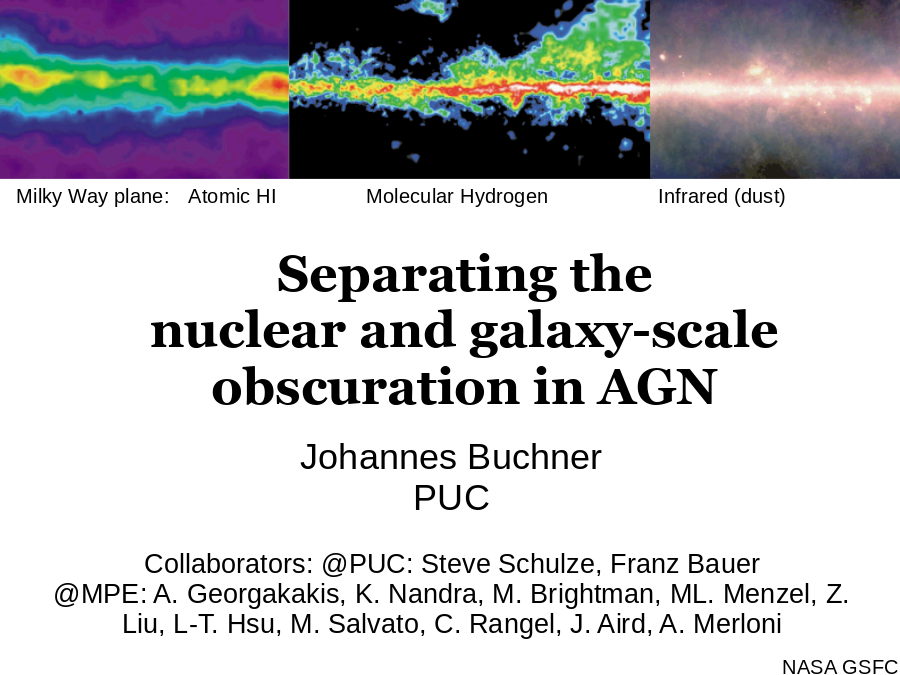 Milky Way plane: Atomic HI Molecular Hydrogen Infrared (dust)
Separating the
nuclear and galaxy-scale
obscuration in AGN
Johannes Buchner
PUC
Collaborators: @PUC: Steve Schulze, Franz Bauer
@MPE: A. Georgakakis, K. Nandra, M. Brightman, ML. Menzel, Z.
Liu, L-T. Hsu, M. Salvato, C. Rangel, J. Aird, A. Merloni
NASA GSFC